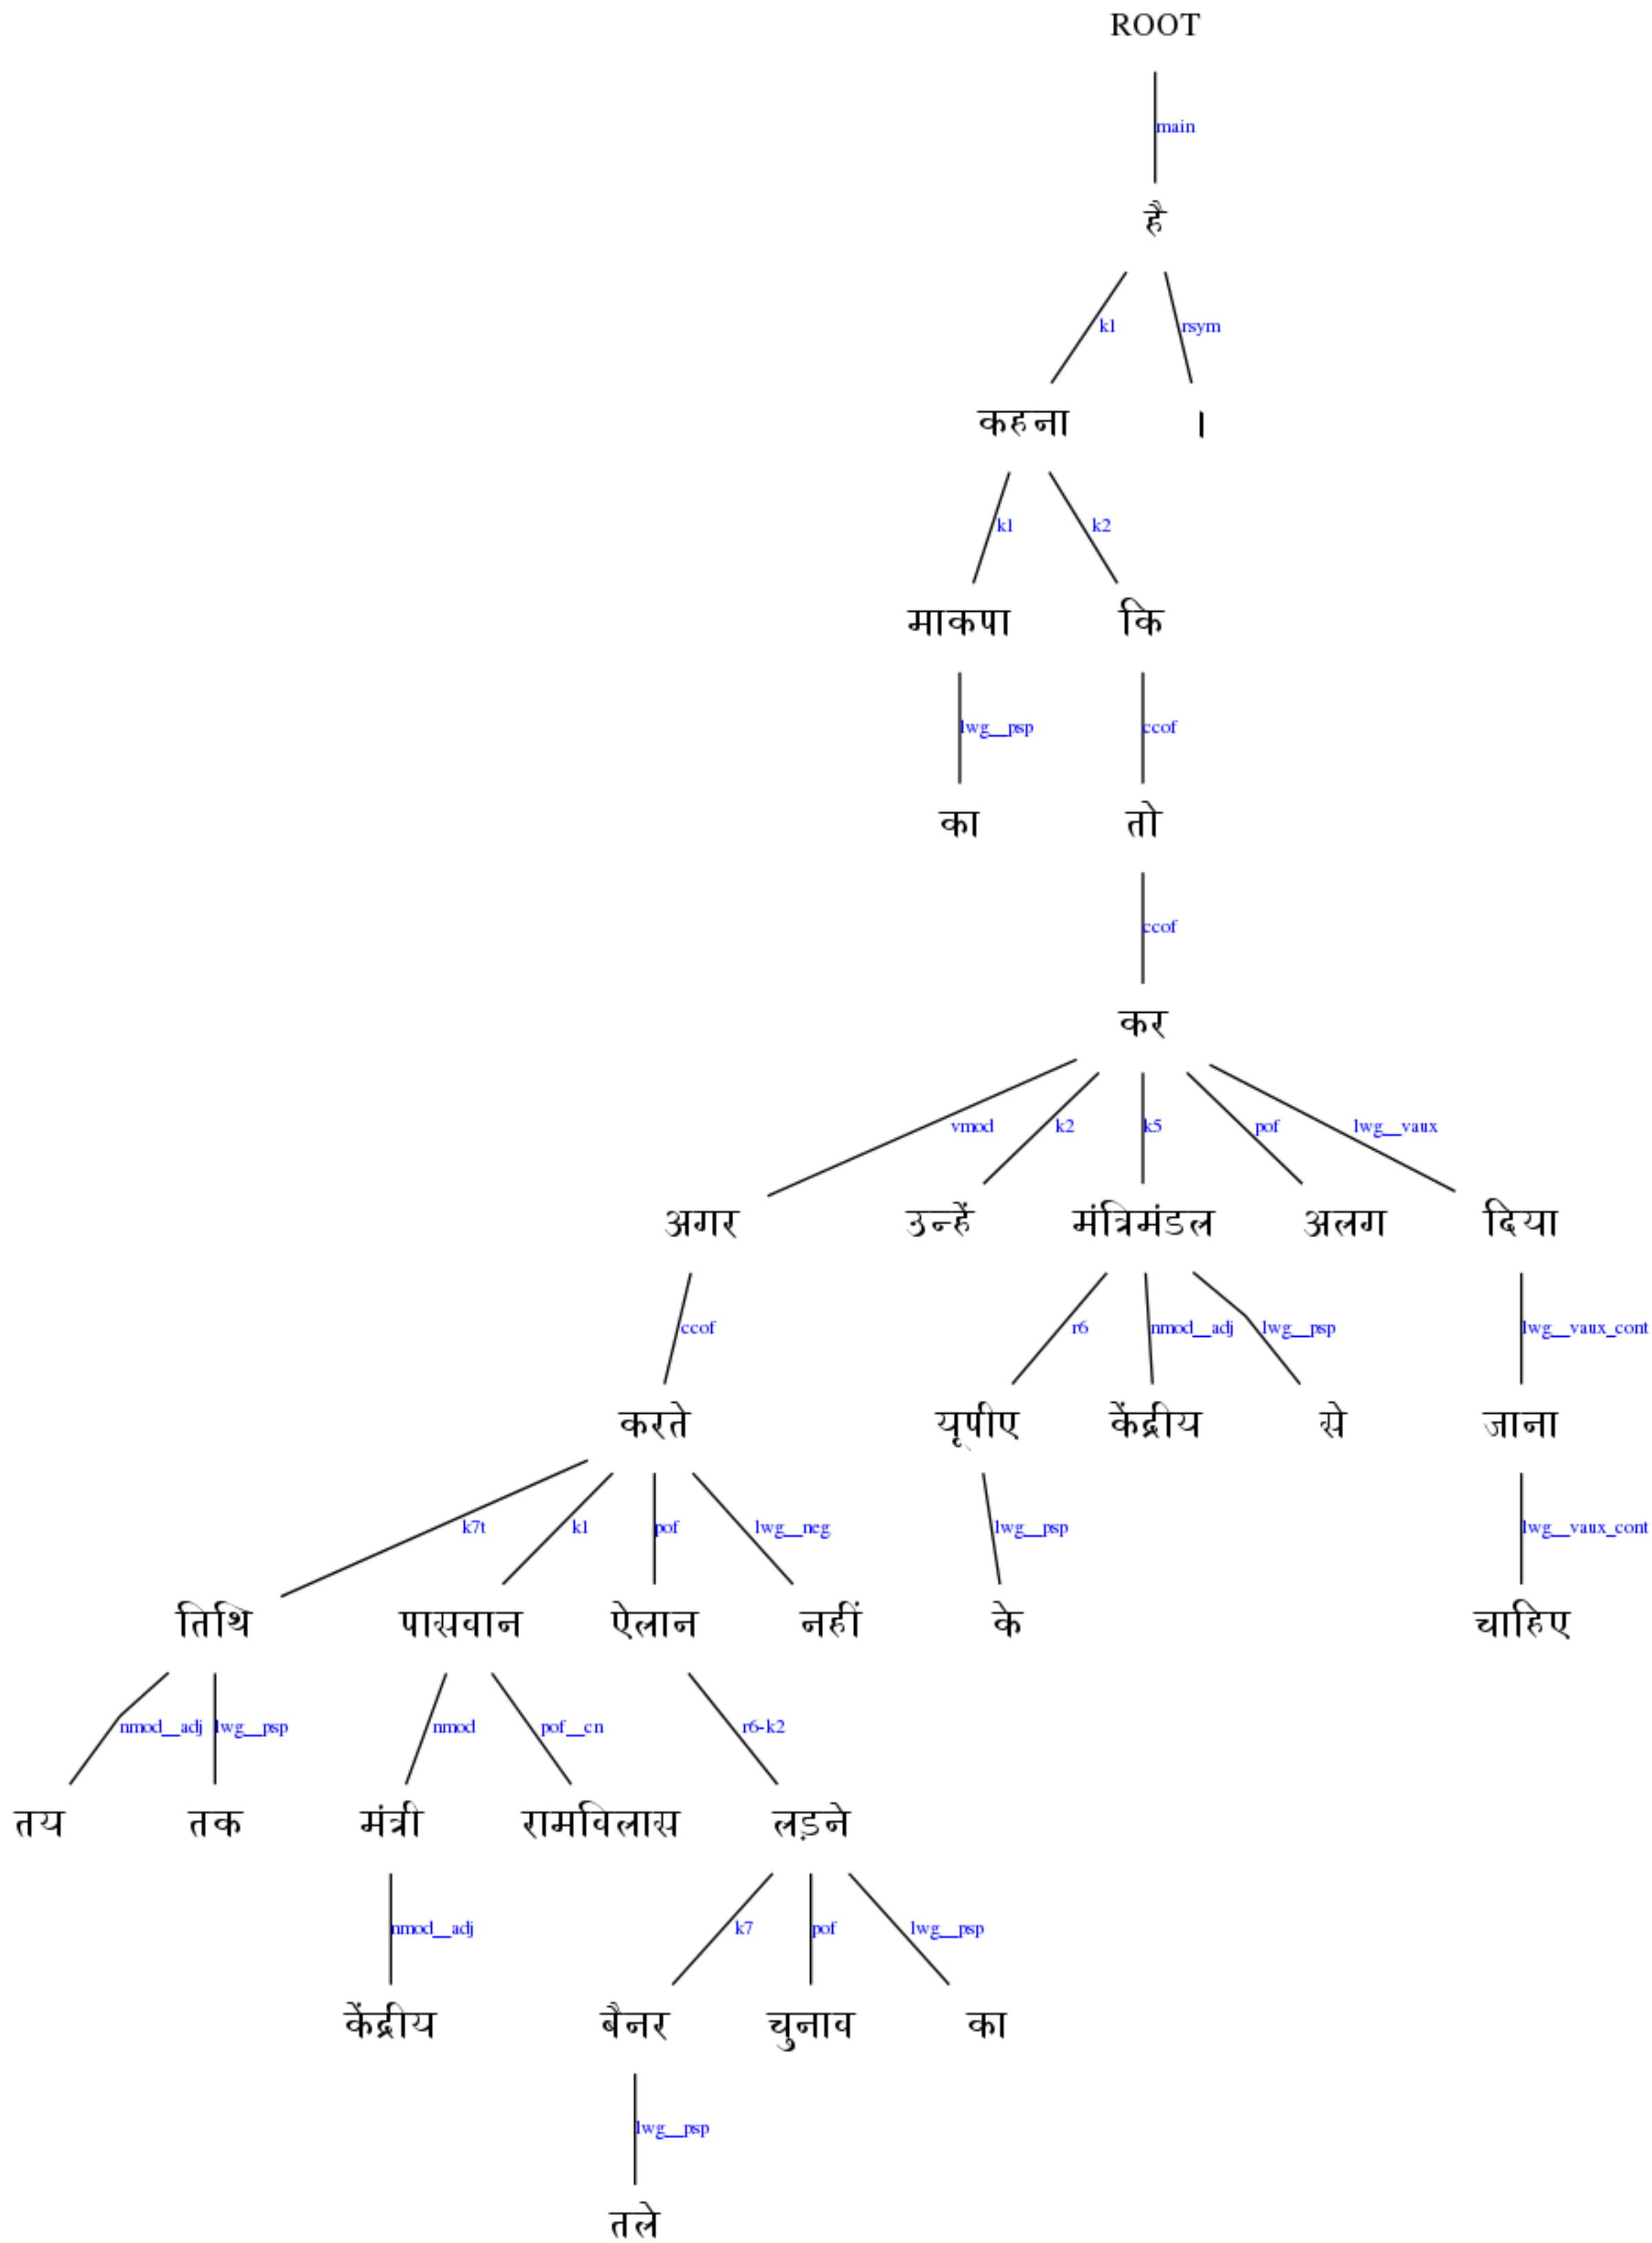 ROOT
main
है
k1 rsym
कहना ।
k1 k2
माकपा कि
lwg__psp ccof
का तो
ccof
कर
vmod k2 k5 pof lwg__vaux
अगर उन्हें मंत्रिमंडल अलग दिया
ccof r6 nmod__adj lwg__psp lwg__vaux_cont
करते यूपीए केंद्रीय से जाना
k7t k1 pof lwg__neg lwg__psp lwg__vaux_cont
तिथि पासवान ऐलान नहीं के चाहिए
nmod__adj lwg__psp nmod pof__cn r6-k2
तय तक मंत्री रामविलास लड़ने
nmod__adj k7 pof lwg__psp
केंद्रीय बैनर चुनाव का
lwg__psp
तले